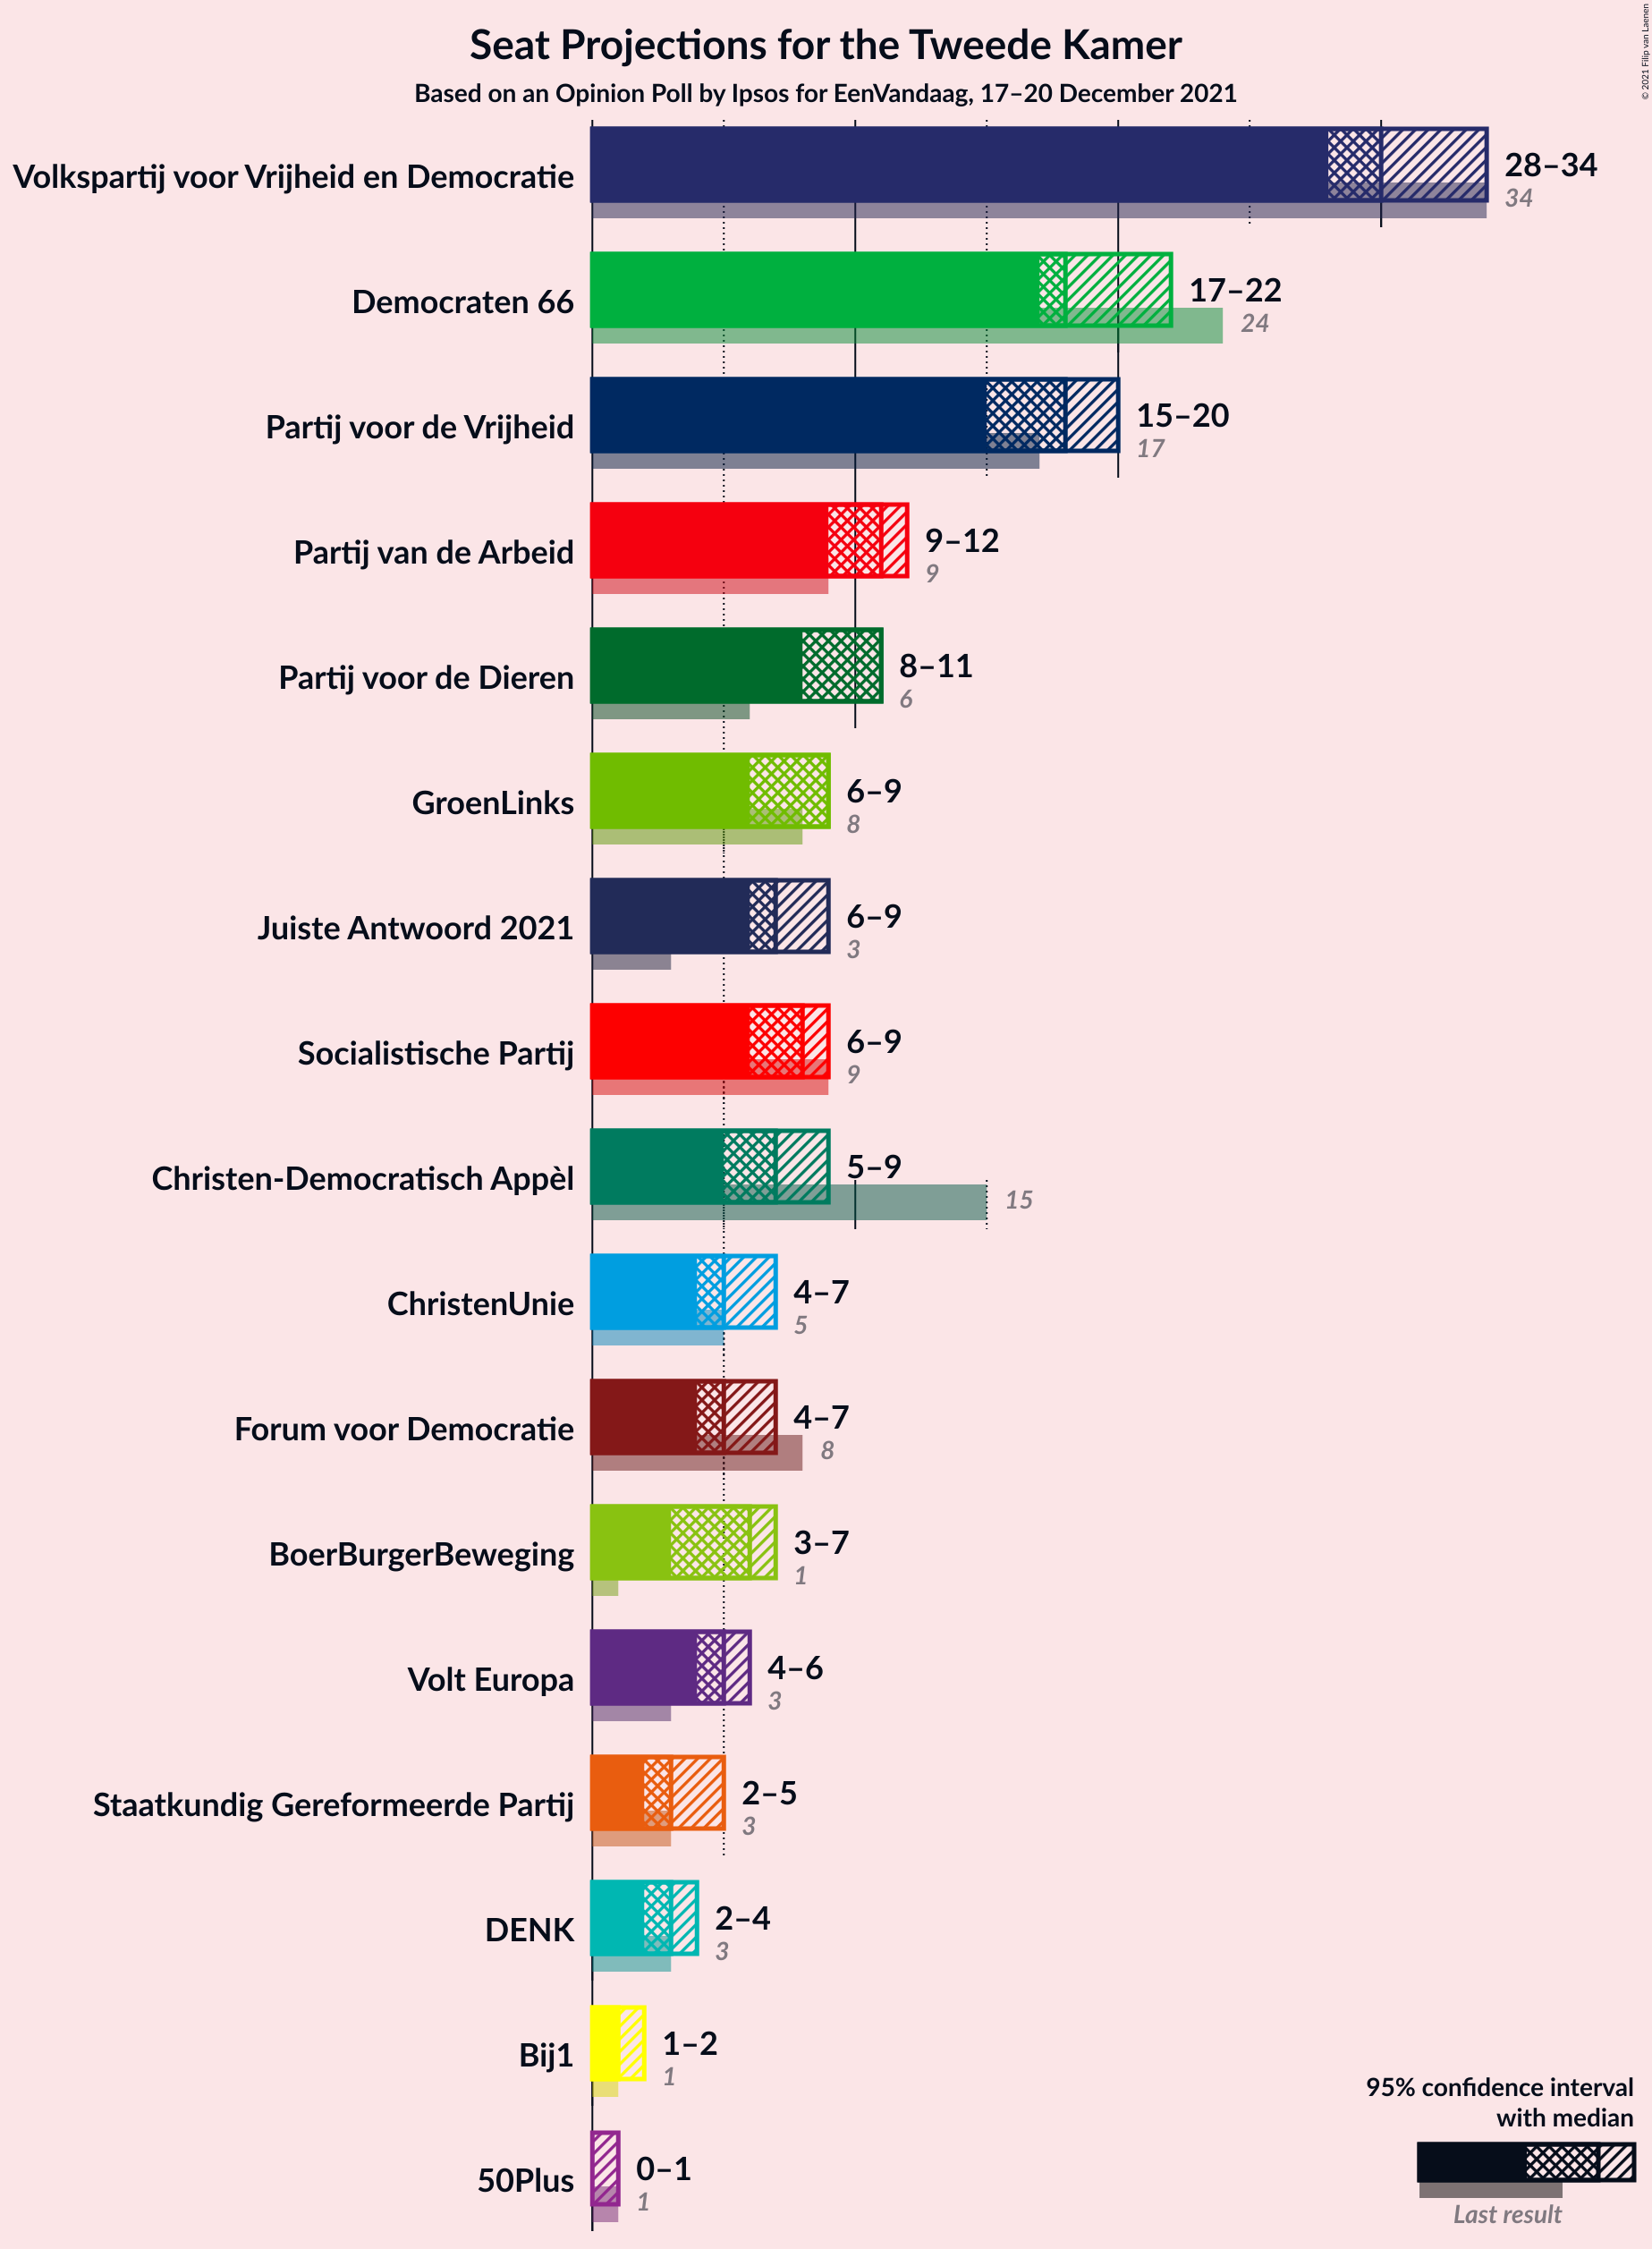 Seat Projections for the Tweede Kamer
Based on an Opinion Poll by Ipsos for EenVandaag, 17–20 December 2021
© 2021 Filip van Laenen
Volkspartij voor Vrijheid en Democratie
28–34
34
Democraten 66
17–22
24
Partij voor de Vrijheid
15–20
17
Partij van de Arbeid
9–12
9
Partij voor de Dieren
8–11
6
GroenLinks
6–9
8
Juiste Antwoord 2021
6–9
3
Socialistische Partij
6–9
9
Christen-Democratisch Appèl
5–9
15
ChristenUnie
4–7
5
Forum voor Democratie
4–7
8
BoerBurgerBeweging
3–7
1
Volt Europa
4–6
3
Staatkundig Gereformeerde Partij
2–5
3
DENK
2–4
3
Bij1
1–2
1
50Plus
0–1
1
95% confidence interval
with median
Last result